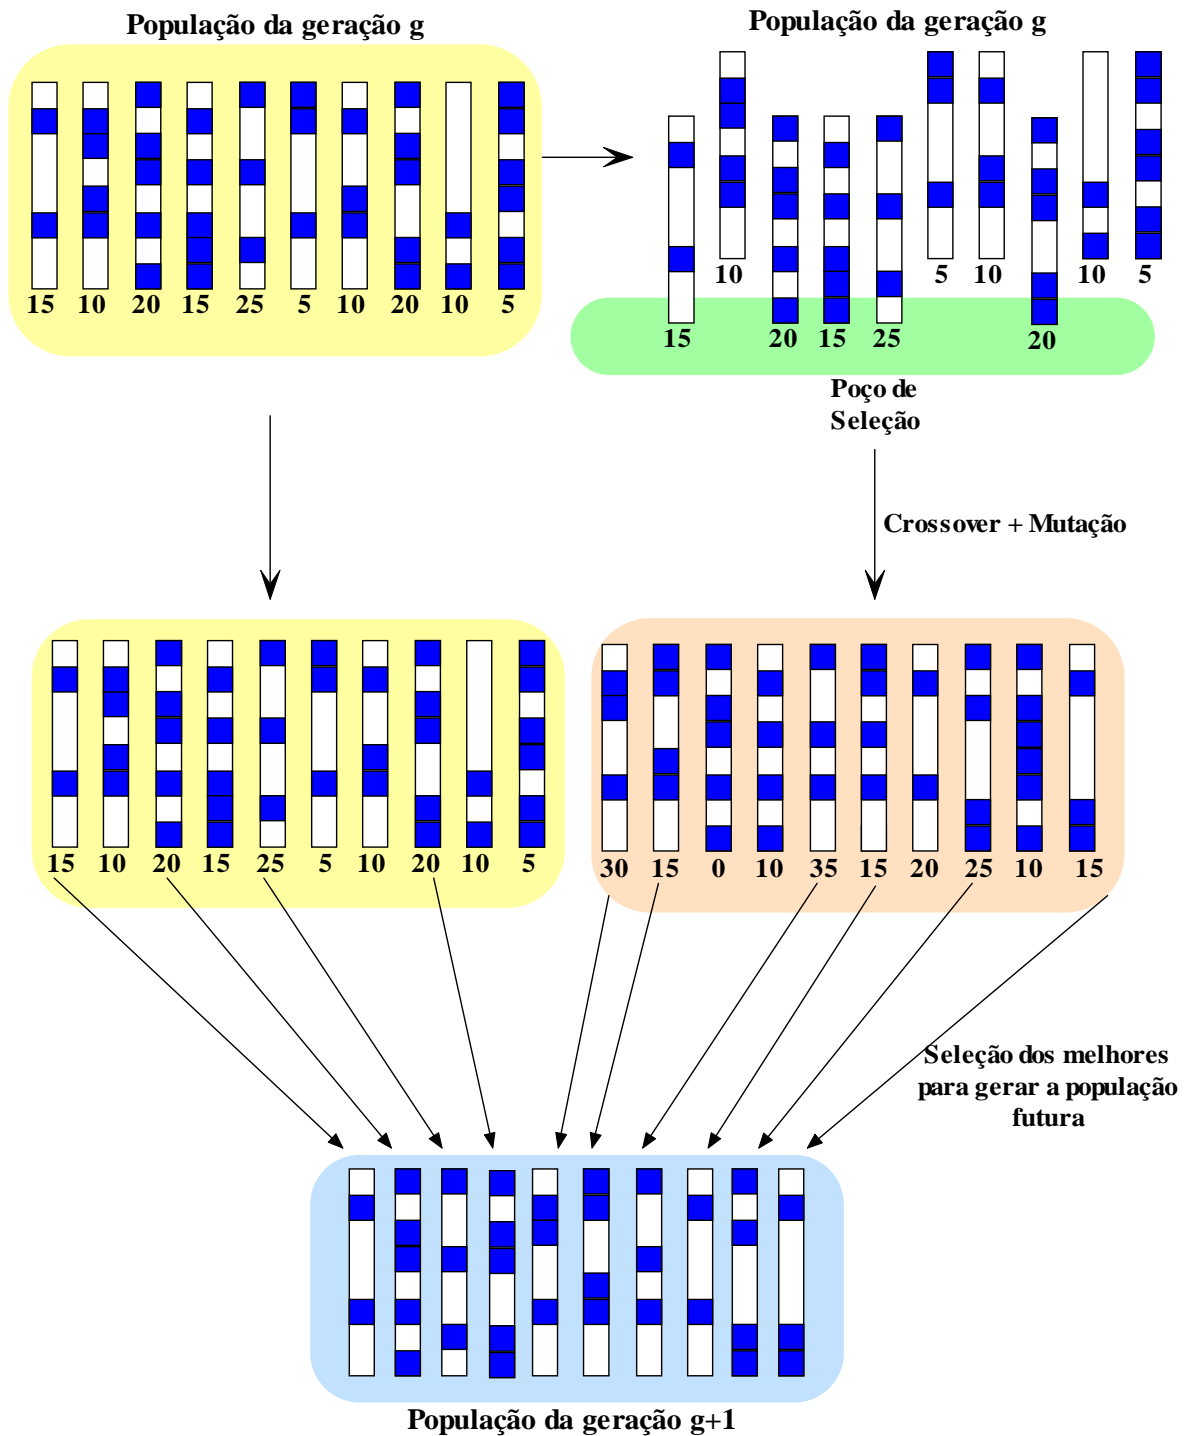 População da geração g
População da geração g
15 10 20 15 25 5 10 20 10 5
10 5 10 10 5
15 20 15 25 20
Poço de
Seleção
Crossover + Mutação
15 10 20 15 25 5 10 20 10 5
30 15 0 10 35 15 20 25 10 15
Seleção dos melhores
para gerar a população
futura
População da geração g+1